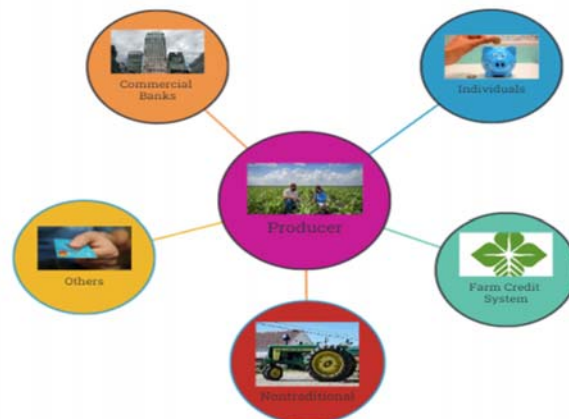 Commercial
Banks
Individuals
Producer
Others
Farm Credit
System
Nontraditional